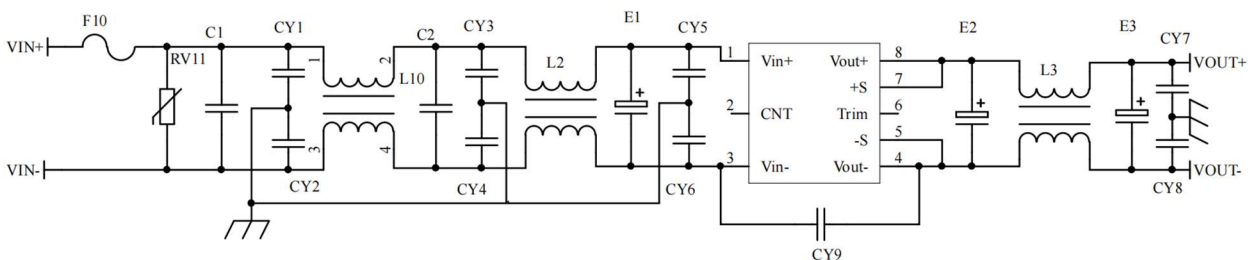 F10
VIN+
RV11
C1
CY1
1
2
L10
C2
CY3
L2
E1
CY5
1
Vin+
Vout+
8
+S
7
2
CNT
Trim
6
-S
5
3
Vin-
Vout-
4
E2
+
L3
E3
+
CY7
VOUT+
VIN-
CY2
3
4
CY4
+
CY6
CY9
CY8
VOUT-